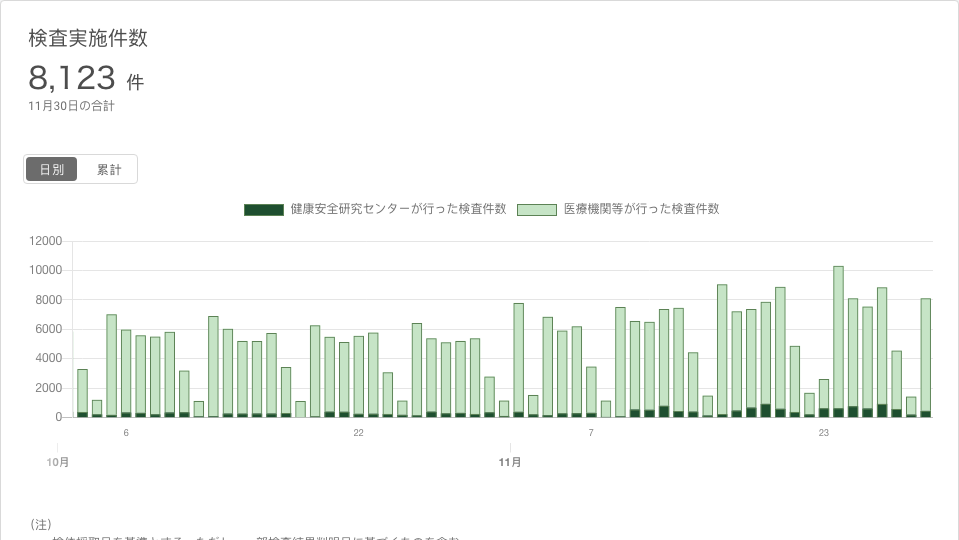 検査実施件数
8,123 件
11月30日の合計
日別 累計
健康安全研究センターが行った検査件数 医療機関等が行った検査件数
12000
10000
8000
6000
4000
2000
0
6 22 7 23
10月 11月
（注）